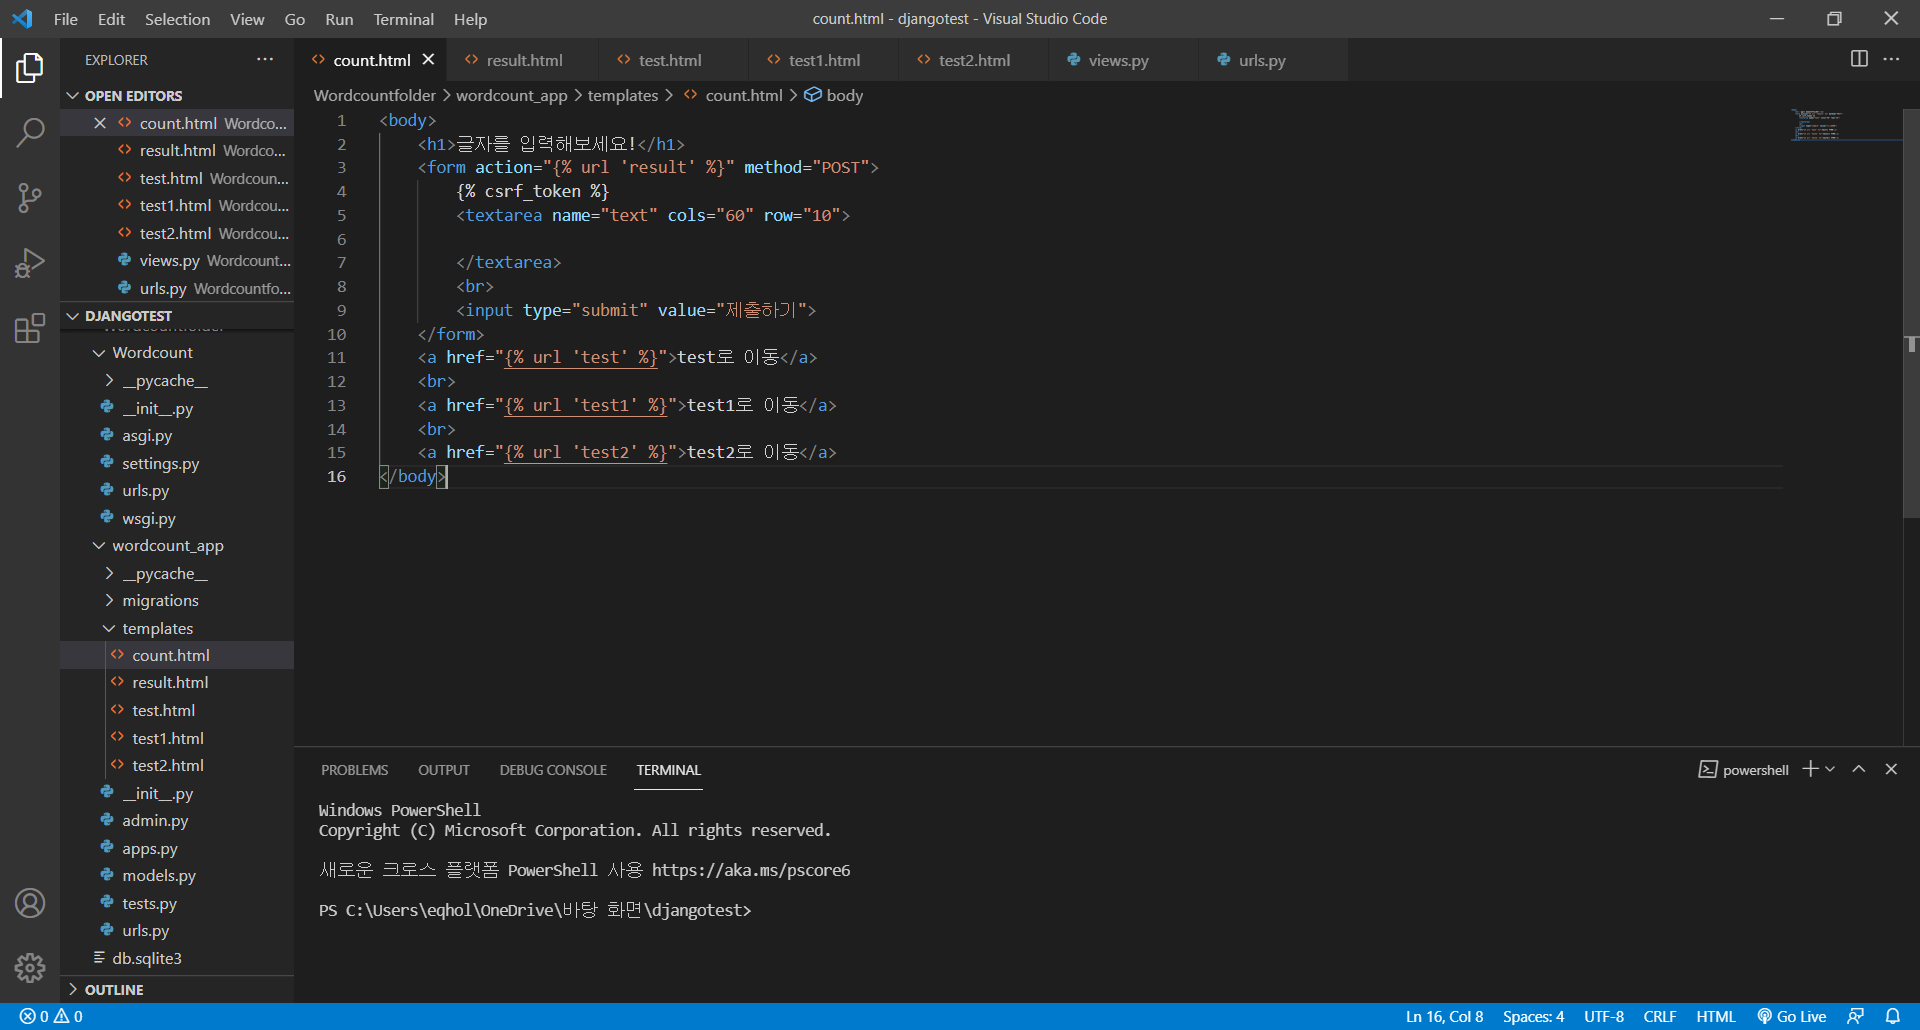 File Edit Selection View Go Run Terminal Help
count.html - djangotest - Visual Studio Code
EXPLORER
OPEN EDITORS
count.html Wordco...
result.html Wordco...
test.html Wordcoun...
test1.html Wordcou...
test2.html Wordcou...
views.py Wordcount...
urls.py Wordcountfo...
DJANGOTEST
Wordcountfolder
Wordcount
__pycache__
__init__.py
asgi.py
settings.py
urls.py
wsgi.py
wordcount_app
__pycache__
migrations
templates
count.html
result.html
test.html
test1.html
test2.html
__init__.py
admin.py
apps.py
models.py
tests.py
urls.py
db.sqlite3
OUTLINE
count.html result.html test.html test1.html test2.html views.py urls.py
Wordcountfolder > wordcount_app > templates > count.html > body
1 <body>
2 <h1>글자를 입력해보세요!</h1>
3 <form action="{% url 'result' %}" method="POST">
4 {% csrf_token %}
5 <textarea name="text" cols="60" row="10">
6
7 </textarea>
8 <br>
9 <input type="submit" value="제출하기">
10 </form>
11 <a href="{% url 'test' %}">test로 이동</a>
12 <br>
13 <a href="{% url 'test1' %}">test1로 이동</a>
14 <br>
15 <a href="{% url 'test2' %}">test2로 이동</a>
16 </body>
PROBLEMS OUTPUT DEBUG CONSOLE TERMINAL
powershell
Windows PowerShell
Copyright (C) Microsoft Corporation. All rights reserved.
새로운 크로스 플랫폼 PowerShell 사용 https://aka.ms/pscore6
PS C:\Users\eqhol\OneDrive\바탕 화면\djangotest>
0 0
Ln 16, Col 8 Spaces: 4 UTF-8 CRLF HTML Go Live